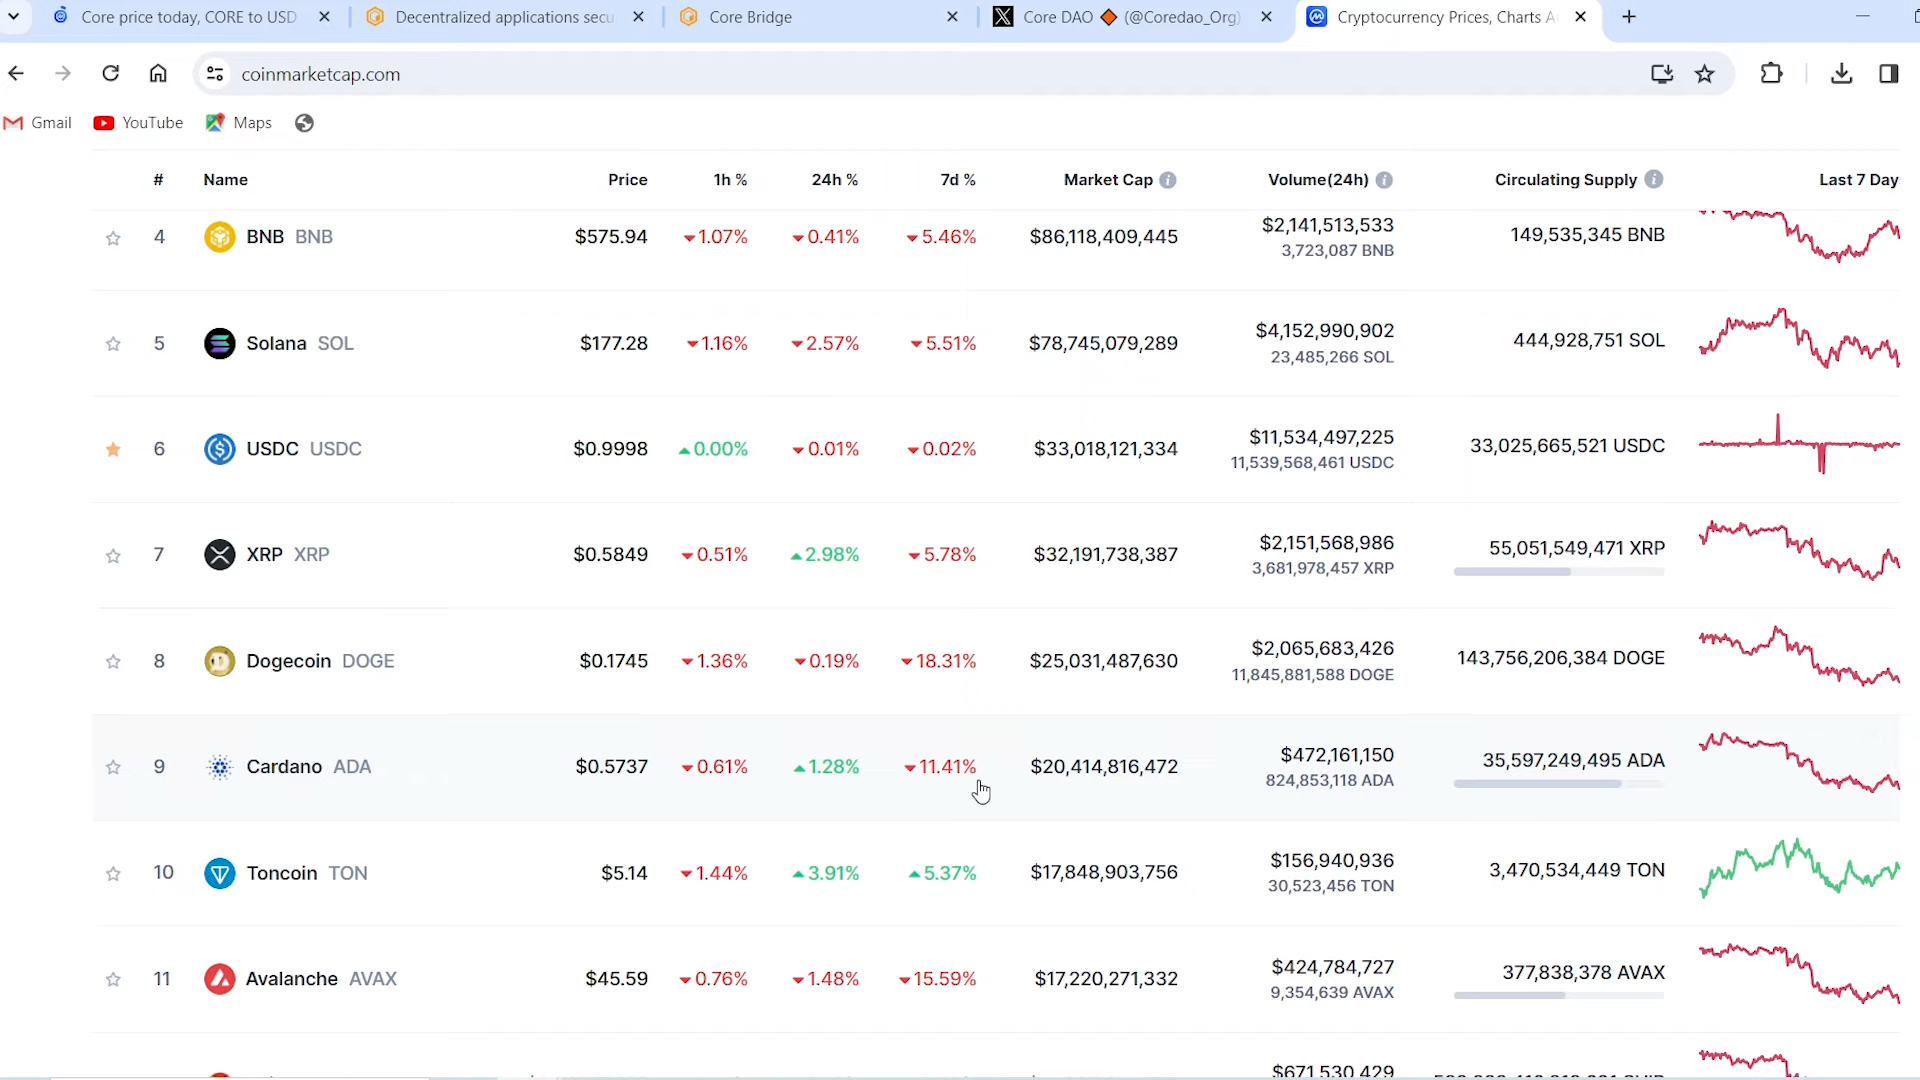 Core price today, CORE to USD
Decentralized applications secu
Core Bridge
Core DAO 🔶 (@Coredao_Org)
Cryptocurrency Prices, Charts A
coinmarketcap.com
Gmail
YouTube
Maps
# Name Price 1h % 24h % 7d % Market Cap Volume(24h) Circulating Supply Last 7 Day
4 BNB BNB $575.94 1.07% 0.41% 5.46% $86,118,409,445 $2,141,513,533 149,535,345 BNB
3,723,087 BNB
5 Solana SOL $177.28 1.16% 2.57% 5.51% $78,745,079,289 $4,152,990,902 444,928,751 SOL
23,485,266 SOL
6 USDC USDC $0.9998 0.00% 0.01% 0.02% $33,018,121,334 $11,534,497,225 33,025,665,521 USDC
11,539,568,461 USDC
7 XRP XRP $0.5849 0.51% 2.98% 5.78% $32,191,738,387 $2,151,568,986 55,051,549,471 XRP
3,681,978,457 XRP
8 Dogecoin DOGE $0.1745 1.36% 0.19% 18.31% $25,031,487,630 $2,065,683,426 143,756,206,384 DOGE
11,845,881,588 DOGE
9 Cardano ADA $0.5737 0.61% 1.28% 11.41% $20,414,816,472 $472,161,150 35,597,249,495 ADA
824,853,118 ADA
10 Toncoin TON $5.14 1.44% 3.91% 5.37% $17,848,903,756 $156,940,936 3,470,534,449 TON
30,523,456 TON
11 Avalanche AVAX $45.59 0.76% 1.48% 15.59% $17,220,271,332 $424,784,727 377,838,378 AVAX
9,354,639 AVAX
$671,530,429